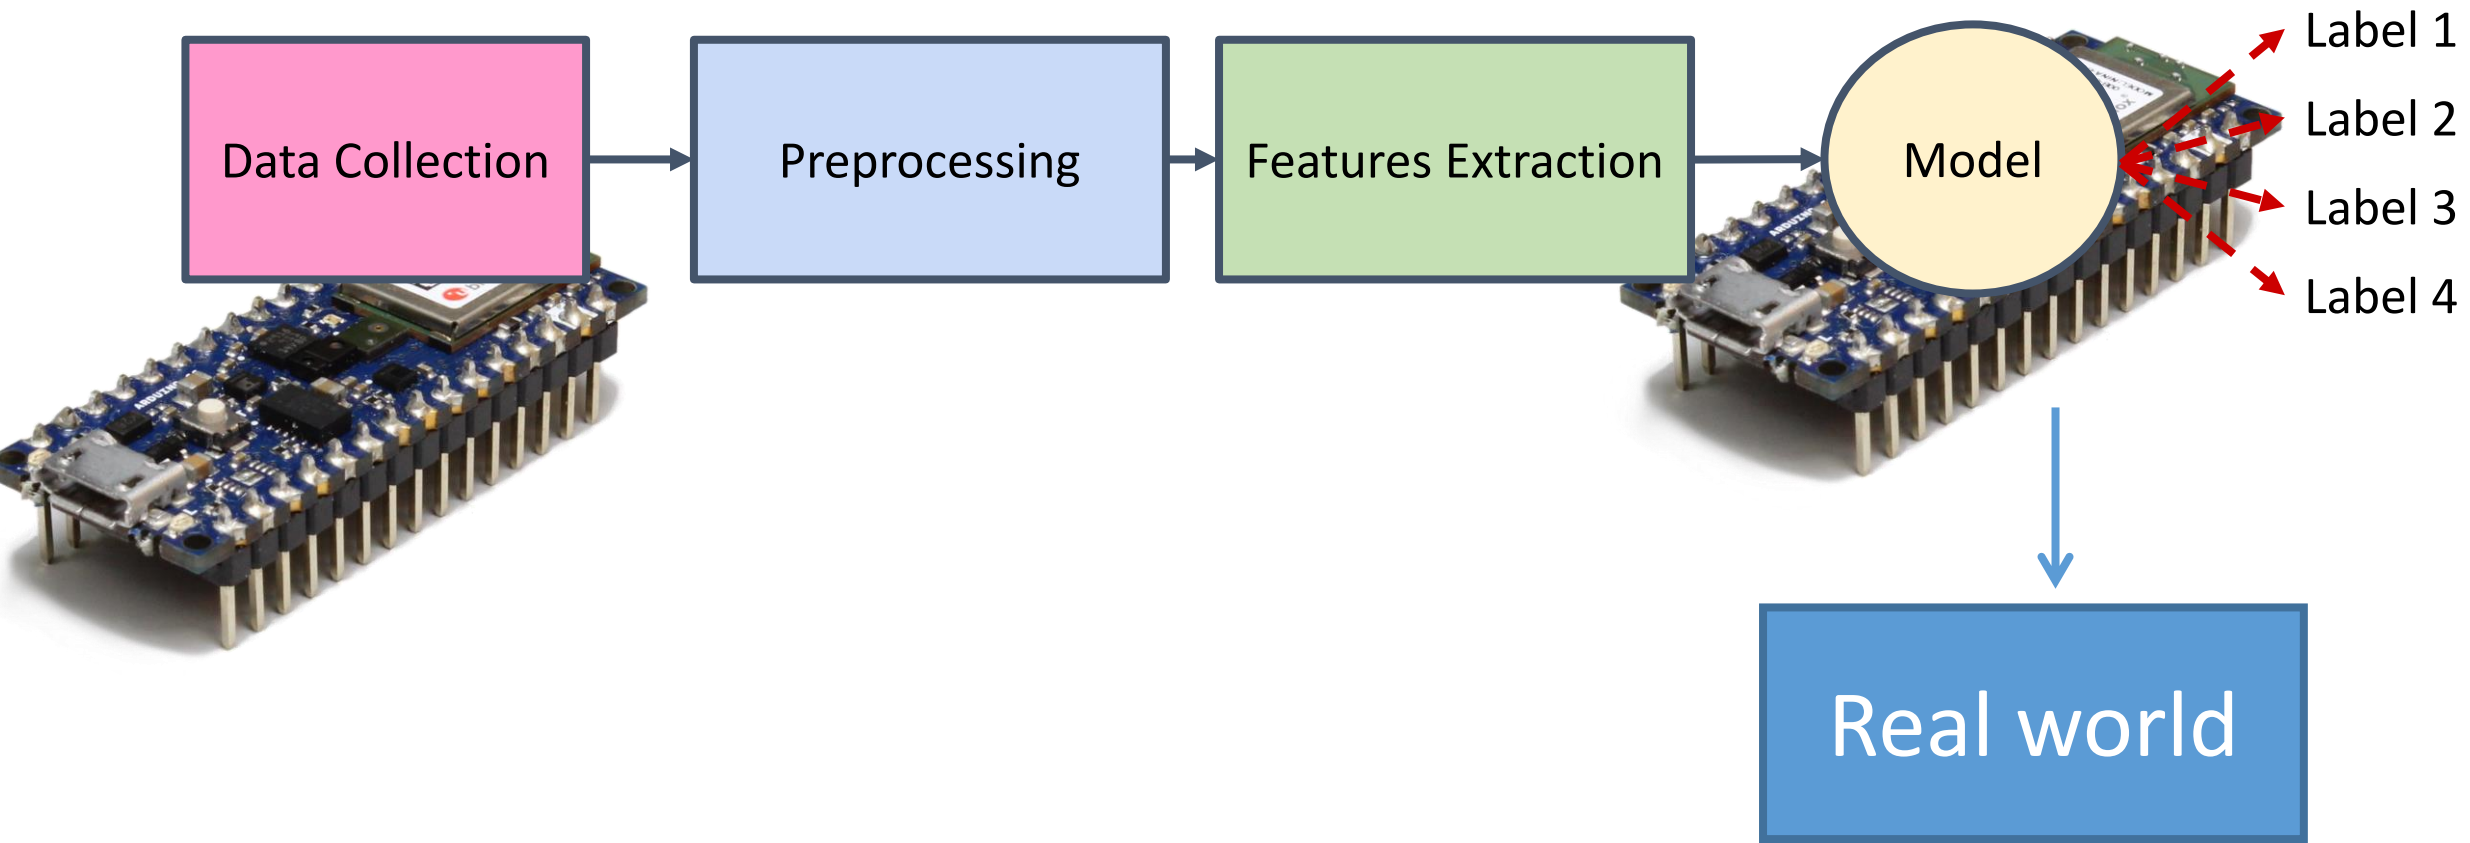 Data Collection
Preprocessing
Features Extraction
Model
Label 1
Label 2
Label 3
Label 4
Real world